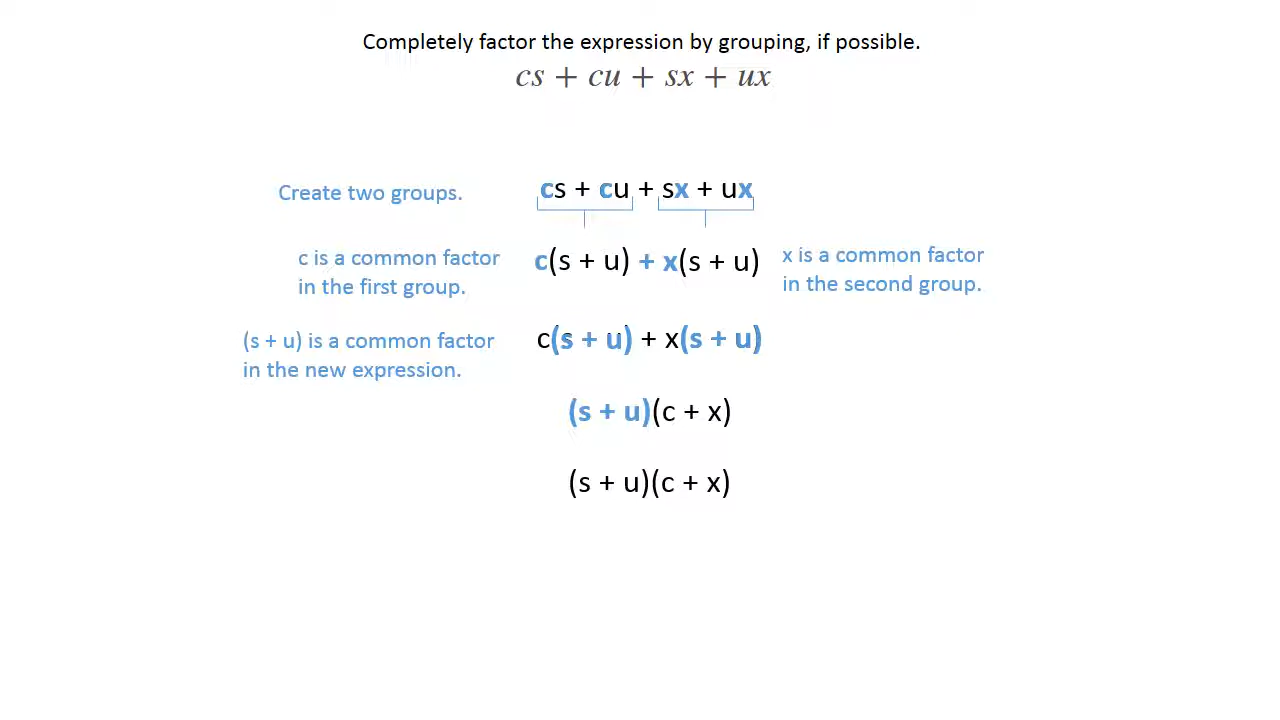 Completely factor the expression by grouping, if possible.
cs + cu + sx + ux
Create two groups.
cs + cu + sx + ux
c is a common factor
in the first group.
c(s + u) + x(s + u)
x is a common factor
in the second group.
(s + u) is a common factor
in the new expression.
c(s + u) + x(s + u)
(s + u)(c + x)
(s + u)(c + x)